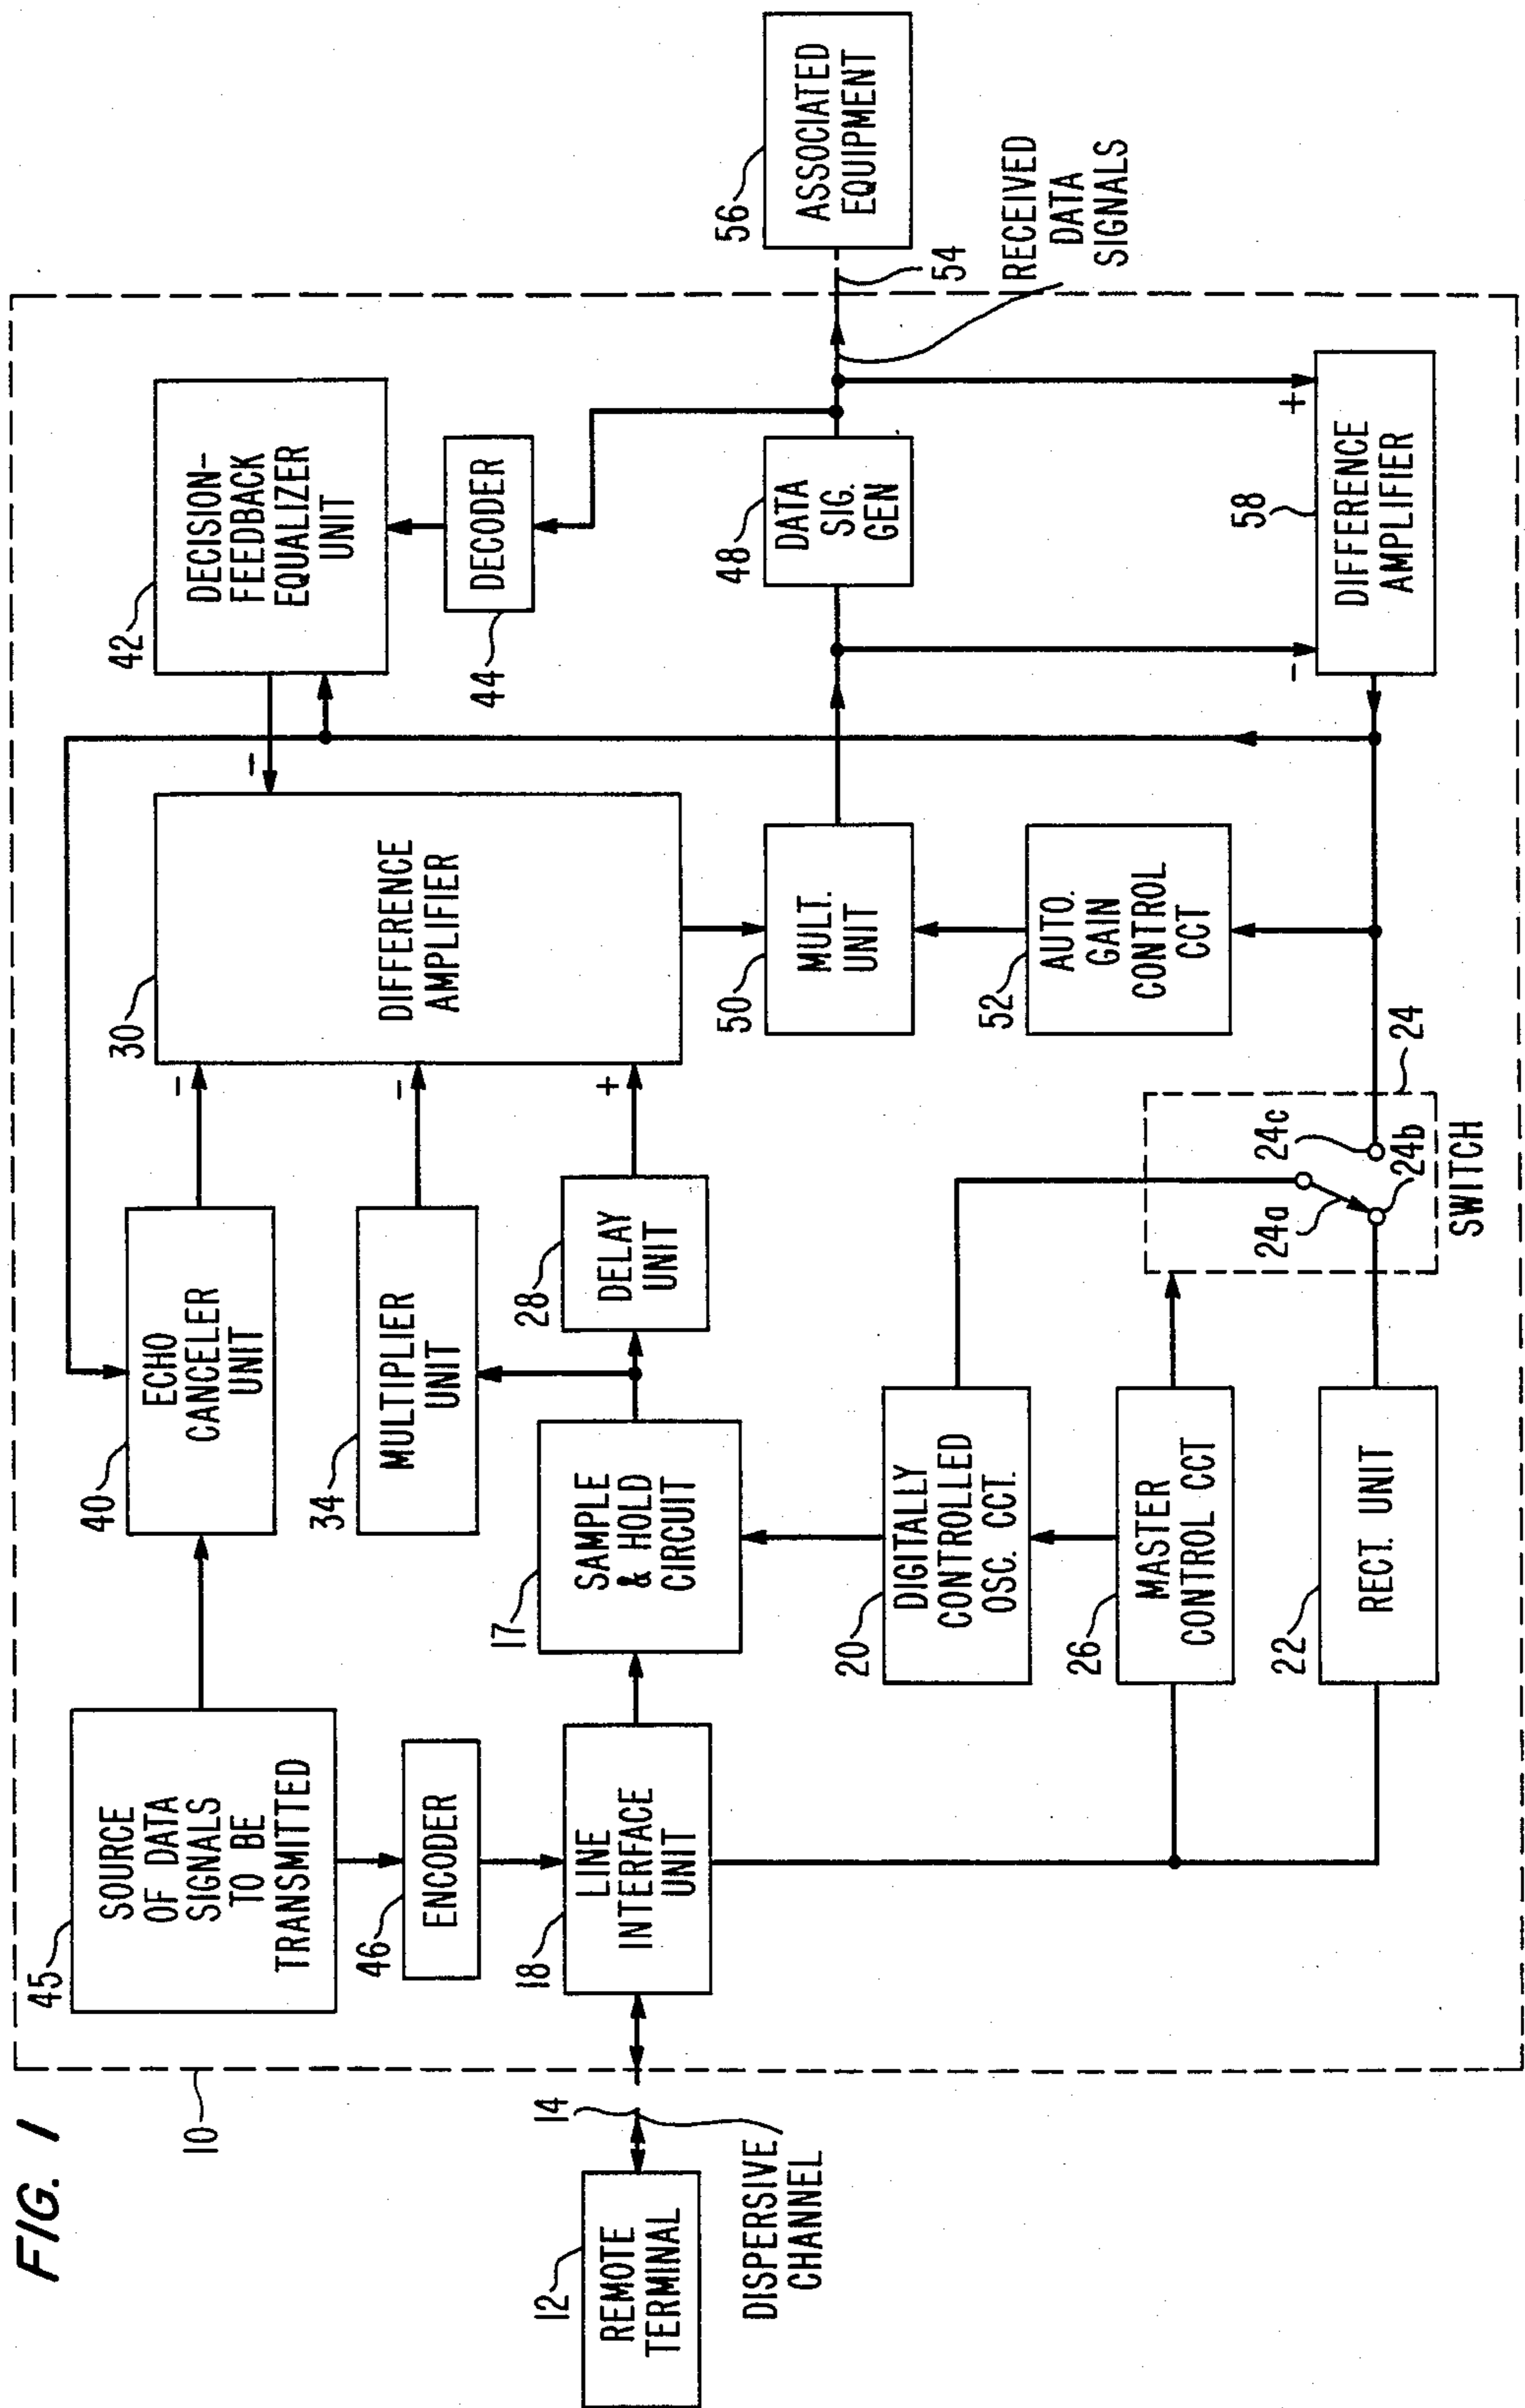 FIG. 1
10
45
SOURCE
OF DATA
SIGNALS
TO BE
TRANSMITTED
46
ENCODER
12
REMOTE
TERMINAL
14
DISPERSIVE
CHANNEL
18
LINE
INTERFACE
UNIT
40
ECHO
CANCELER
UNIT
34
MULTIPLIER
UNIT
17
SAMPLE
& HOLD
CIRCUIT
28
DELAY
UNIT
20
DIGITALLY
CONTROLLED
OSC. CCT.
26
MASTER
CONTROL CCT
22
RECT. UNIT
24a
24b
24c
24
SWITCH
30
DIFFERENCE
AMPLIFIER
-
-
+
-
50
MULT.
UNIT
52
AUTO.
GAIN
CONTROL
CCT
42
DECISION-
FEEDBACK
EQUALIZER
UNIT
44
DECODER
48
DATA
SIG.
GEN
58
DIFFERENCE
AMPLIFIER
-
+
54
RECEIVED
DATA
SIGNALS
56
ASSOCIATED
EQUIPMENT